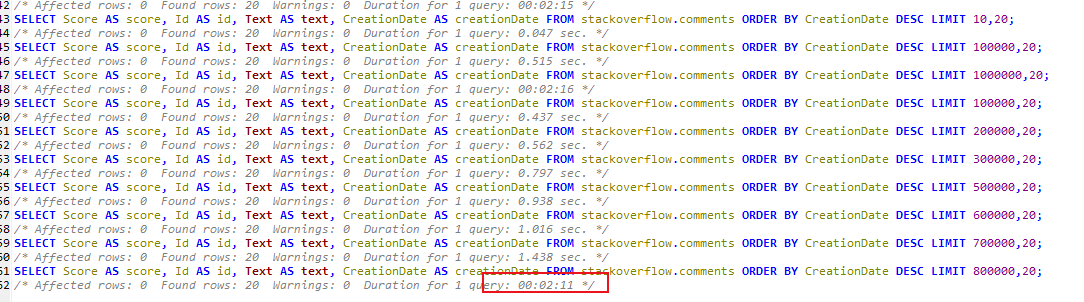 42 /* Affected rows: 0  Found rows: 20  Warnings: 0  Duration for 1 query: 00:02:15 */
43 SELECT Score AS score, Id AS id, Text AS text, CreationDate AS creationDate FROM stackoverflow.comments ORDER BY CreationDate DESC LIMIT 10,20;
44 /* Affected rows: 0  Found rows: 20  Warnings: 0  Duration for 1 query: 0.047 sec. */
45 SELECT Score AS score, Id AS id, Text AS text, CreationDate AS creationDate FROM stackoverflow.comments ORDER BY CreationDate DESC LIMIT 100000,20;
46 /* Affected rows: 0  Found rows: 20  Warnings: 0  Duration for 1 query: 0.515 sec. */
47 SELECT Score AS score, Id AS id, Text AS text, CreationDate AS creationDate FROM stackoverflow.comments ORDER BY CreationDate DESC LIMIT 1000000,20;
48 /* Affected rows: 0  Found rows: 20  Warnings: 0  Duration for 1 query: 00:02:16 */
49 SELECT Score AS score, Id AS id, Text AS text, CreationDate AS creationDate FROM stackoverflow.comments ORDER BY CreationDate DESC LIMIT 100000,20;
50 /* Affected rows: 0  Found rows: 20  Warnings: 0  Duration for 1 query: 0.437 sec. */
51 SELECT Score AS score, Id AS id, Text AS text, CreationDate AS creationDate FROM stackoverflow.comments ORDER BY CreationDate DESC LIMIT 200000,20;
52 /* Affected rows: 0  Found rows: 20  Warnings: 0  Duration for 1 query: 0.562 sec. */
53 SELECT Score AS score, Id AS id, Text AS text, CreationDate AS creationDate FROM stackoverflow.comments ORDER BY CreationDate DESC LIMIT 300000,20;
54 /* Affected rows: 0  Found rows: 20  Warnings: 0  Duration for 1 query: 0.797 sec. */
55 SELECT Score AS score, Id AS id, Text AS text, CreationDate AS creationDate FROM stackoverflow.comments ORDER BY CreationDate DESC LIMIT 500000,20;
56 /* Affected rows: 0  Found rows: 20  Warnings: 0  Duration for 1 query: 0.938 sec. */
57 SELECT Score AS score, Id AS id, Text AS text, CreationDate AS creationDate FROM stackoverflow.comments ORDER BY CreationDate DESC LIMIT 600000,20;
58 /* Affected rows: 0  Found rows: 20  Warnings: 0  Duration for 1 query: 1.016 sec. */
59 SELECT Score AS score, Id AS id, Text AS text, CreationDate AS creationDate FROM stackoverflow.comments ORDER BY CreationDate DESC LIMIT 700000,20;
60 /* Affected rows: 0  Found rows: 20  Warnings: 0  Duration for 1 query: 1.438 sec. */
61 SELECT Score AS score, Id AS id, Text AS text, CreationDate AS creationDate FROM stackoverflow.comments ORDER BY CreationDate DESC LIMIT 800000,20;
62 /* Affected rows: 0  Found rows: 20  Warnings: 0  Duration for 1 query: 00:02:11 */